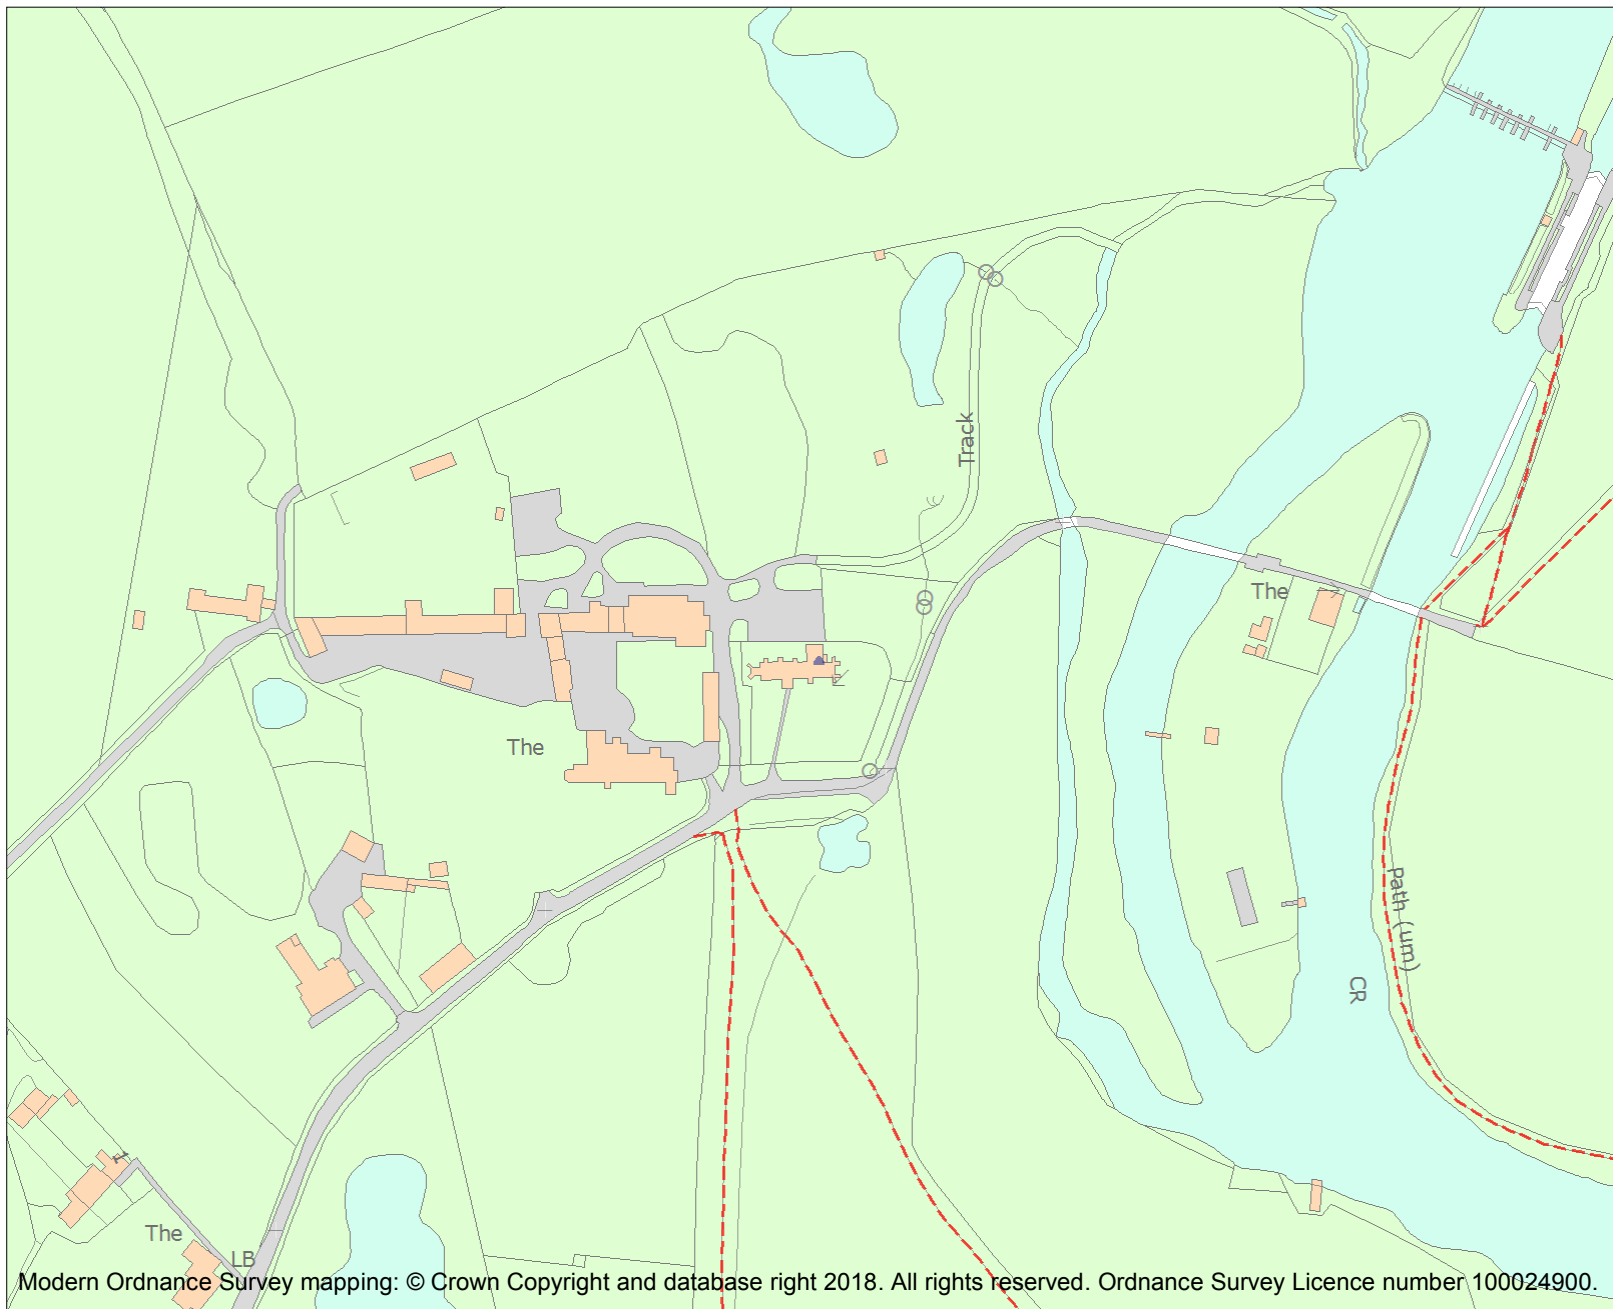 Track
The
The
Path (um)
CR
1
The
LB
Modern Ordnance Survey mapping: © Crown Copyright and database right 2018. All rights reserved. Ordnance Survey Licence number 100024900.